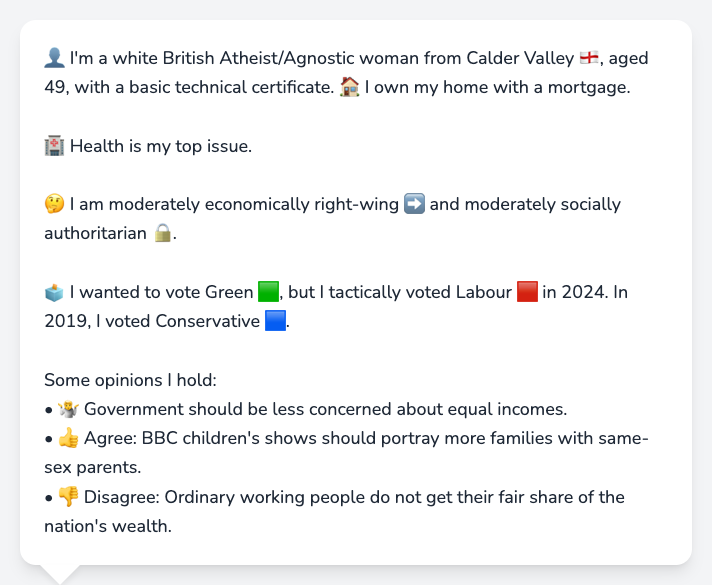 👤 I'm a white British Atheist/Agnostic woman from Calder Valley 🏴󠁧󠁢󠁥󠁮󠁧󠁿, aged
49, with a basic technical certificate. 🏠 I own my home with a mortgage.
🏥 Health is my top issue.
🤔 I am moderately economically right-wing ➡️ and moderately socially
authoritarian 🔒.
🗳️ I wanted to vote Green 🟩, but I tactically voted Labour 🟥 in 2024. In
2019, I voted Conservative 🟦.
Some opinions I hold:
• 🤷 Government should be less concerned about equal incomes.
• 👍 Agree: BBC children's shows should portray more families with same-
sex parents.
• 👎 Disagree: Ordinary working people do not get their fair share of the
nation's wealth.